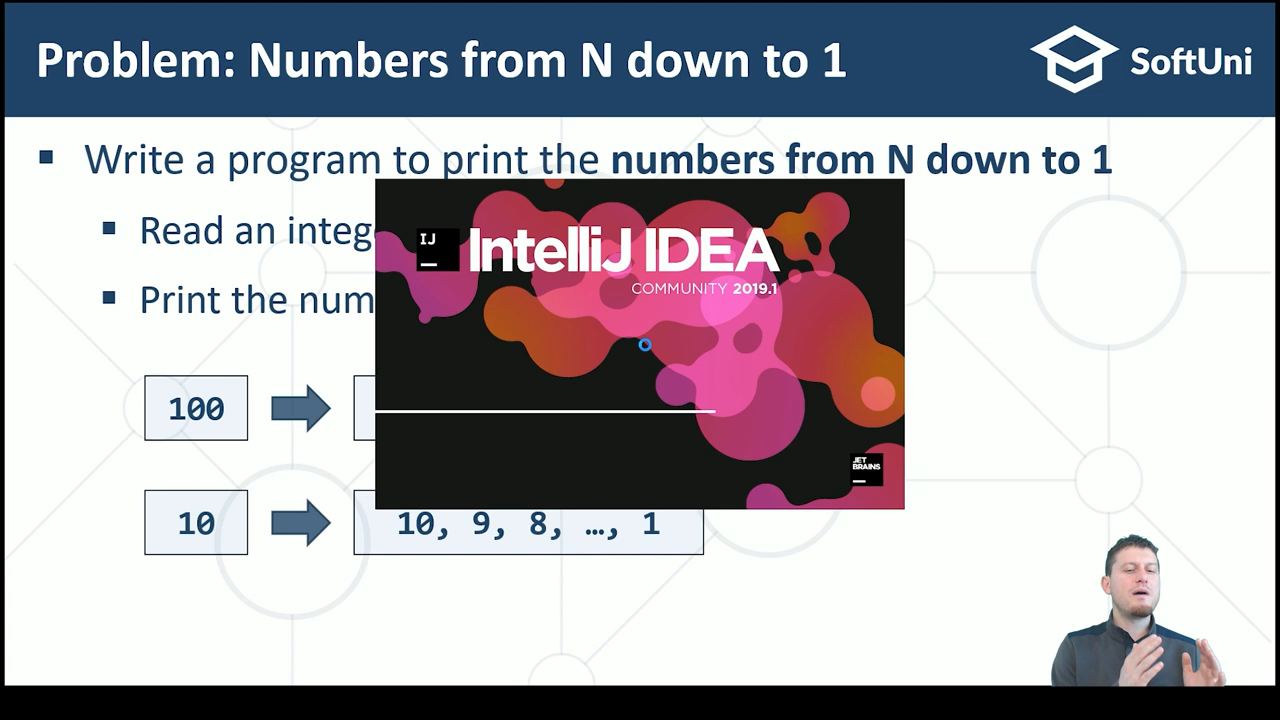 Problem: Numbers from N down to 1
SoftUni
▪ Write a program to print the numbers from N down to 1
▪ Read an integ
▪ Print the num
IJ
IntelliJ IDEA
COMMUNITY 2019.1
100
JET
BRAINS
10
10, 9, 8, …, 1